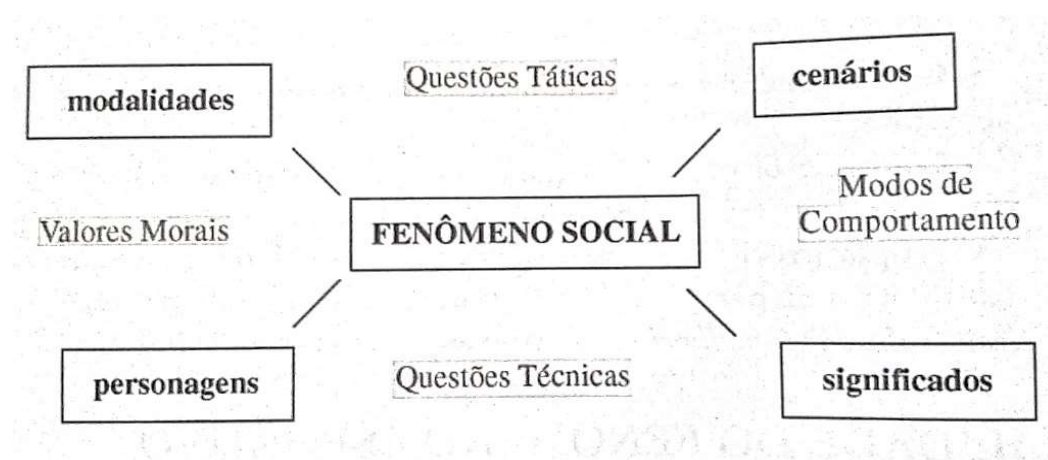 Questões Táticas
cenários
modalidades
Modos de
Comportamento
Valores Morais
FENÔMENO SOCIAL
personagens
Questões Técnicas
significados